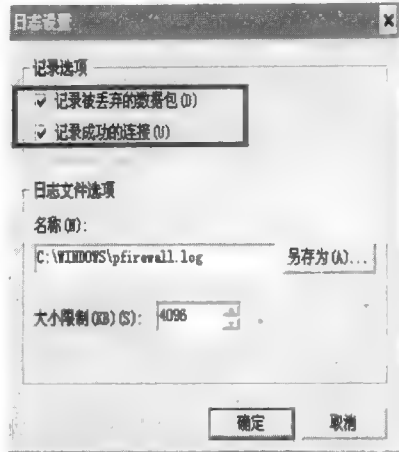 日志设置
记录选项
记录被丢弃的数据包(D)
记录成功的连接(U)
日志文件选项
名称(N):
C:\WINDOWS\pfirewall.log 另存为(A)...
大小限制(KB)(S): 4096
确定 取消